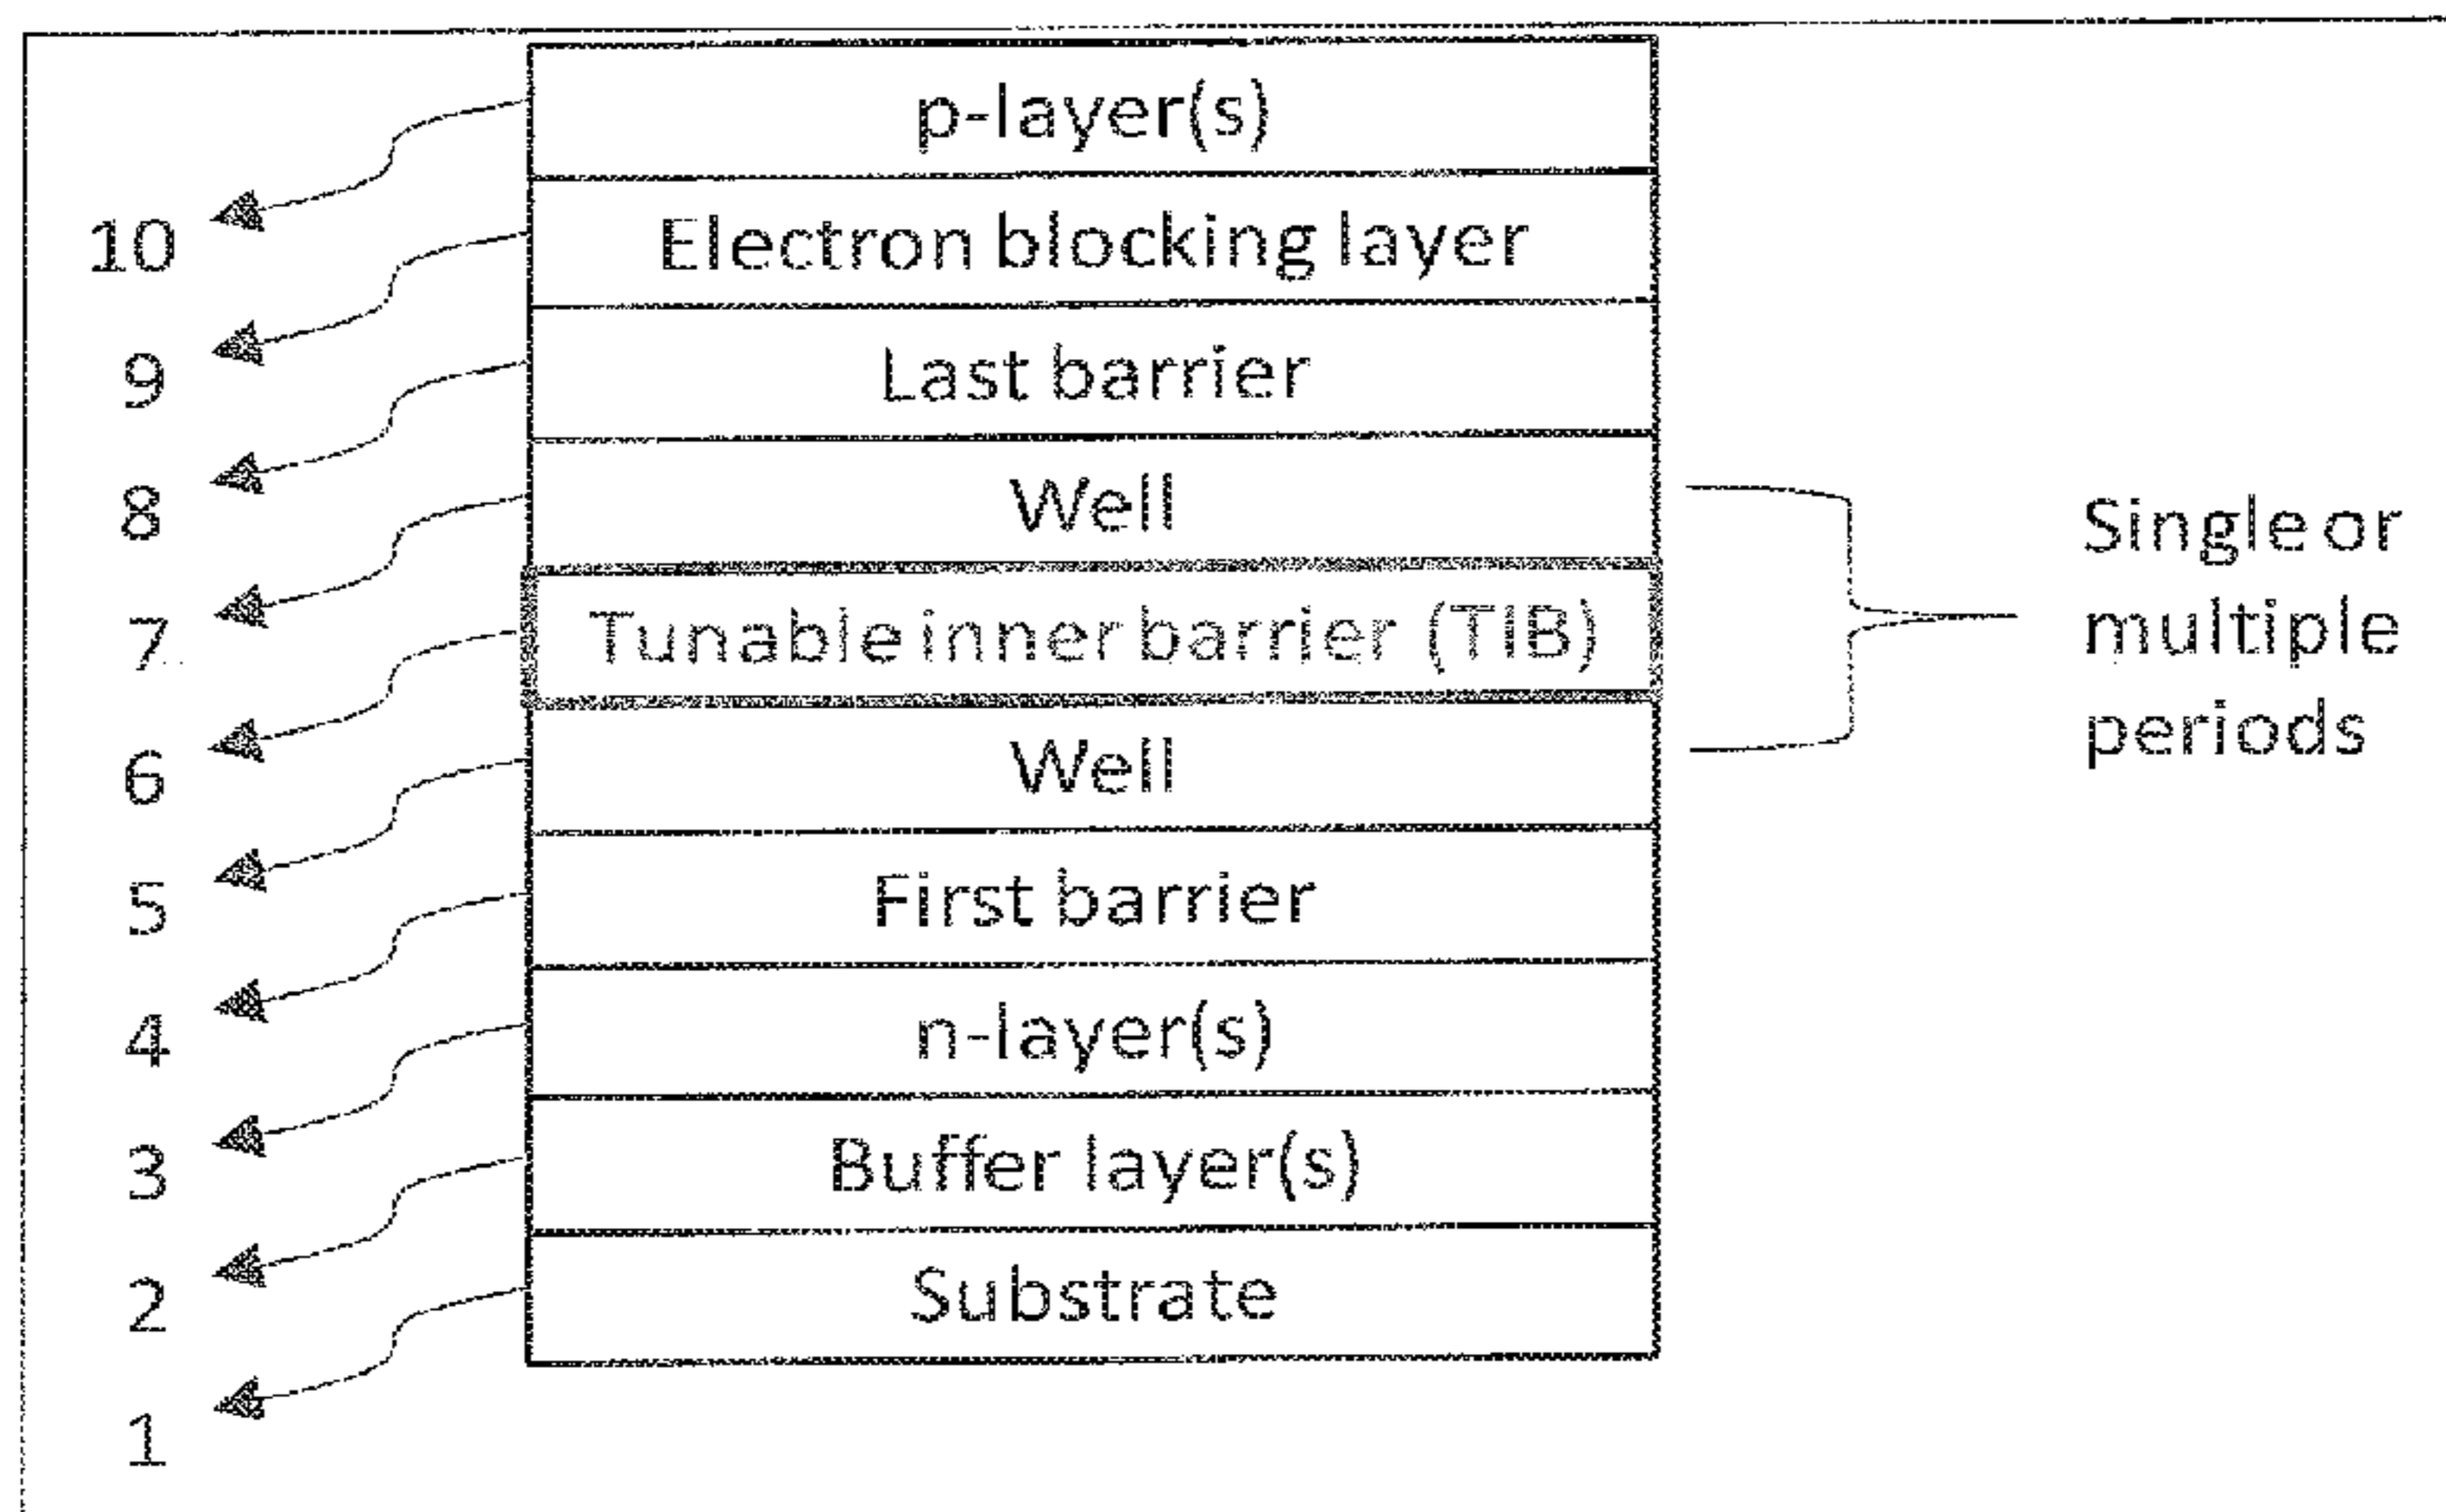 p-layer(s)
10
Electron blocking layer
9
Last barrier
8
Well
7
Tunable inner barrier (TIB)
6
Well
5
First barrier
4
n-layer(s)
3
Buffer layer(s)
2
Substrate
1
Single or
multiple
periods